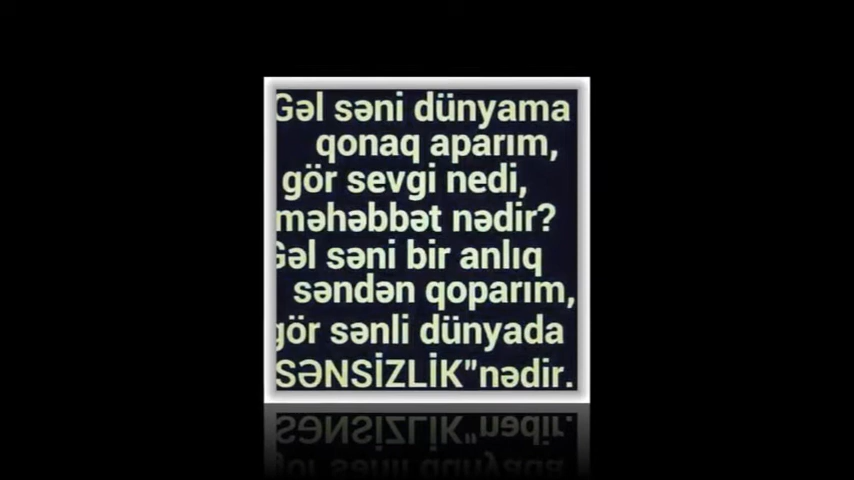 Gəl səni dünyama
qonaq aparım,
gör sevgi nedi,
məhəbbət nədir?
Gəl səni bir anlıq
səndən qoparım,
gör sənli dünyada
SƏNSİZLİK"nədir.